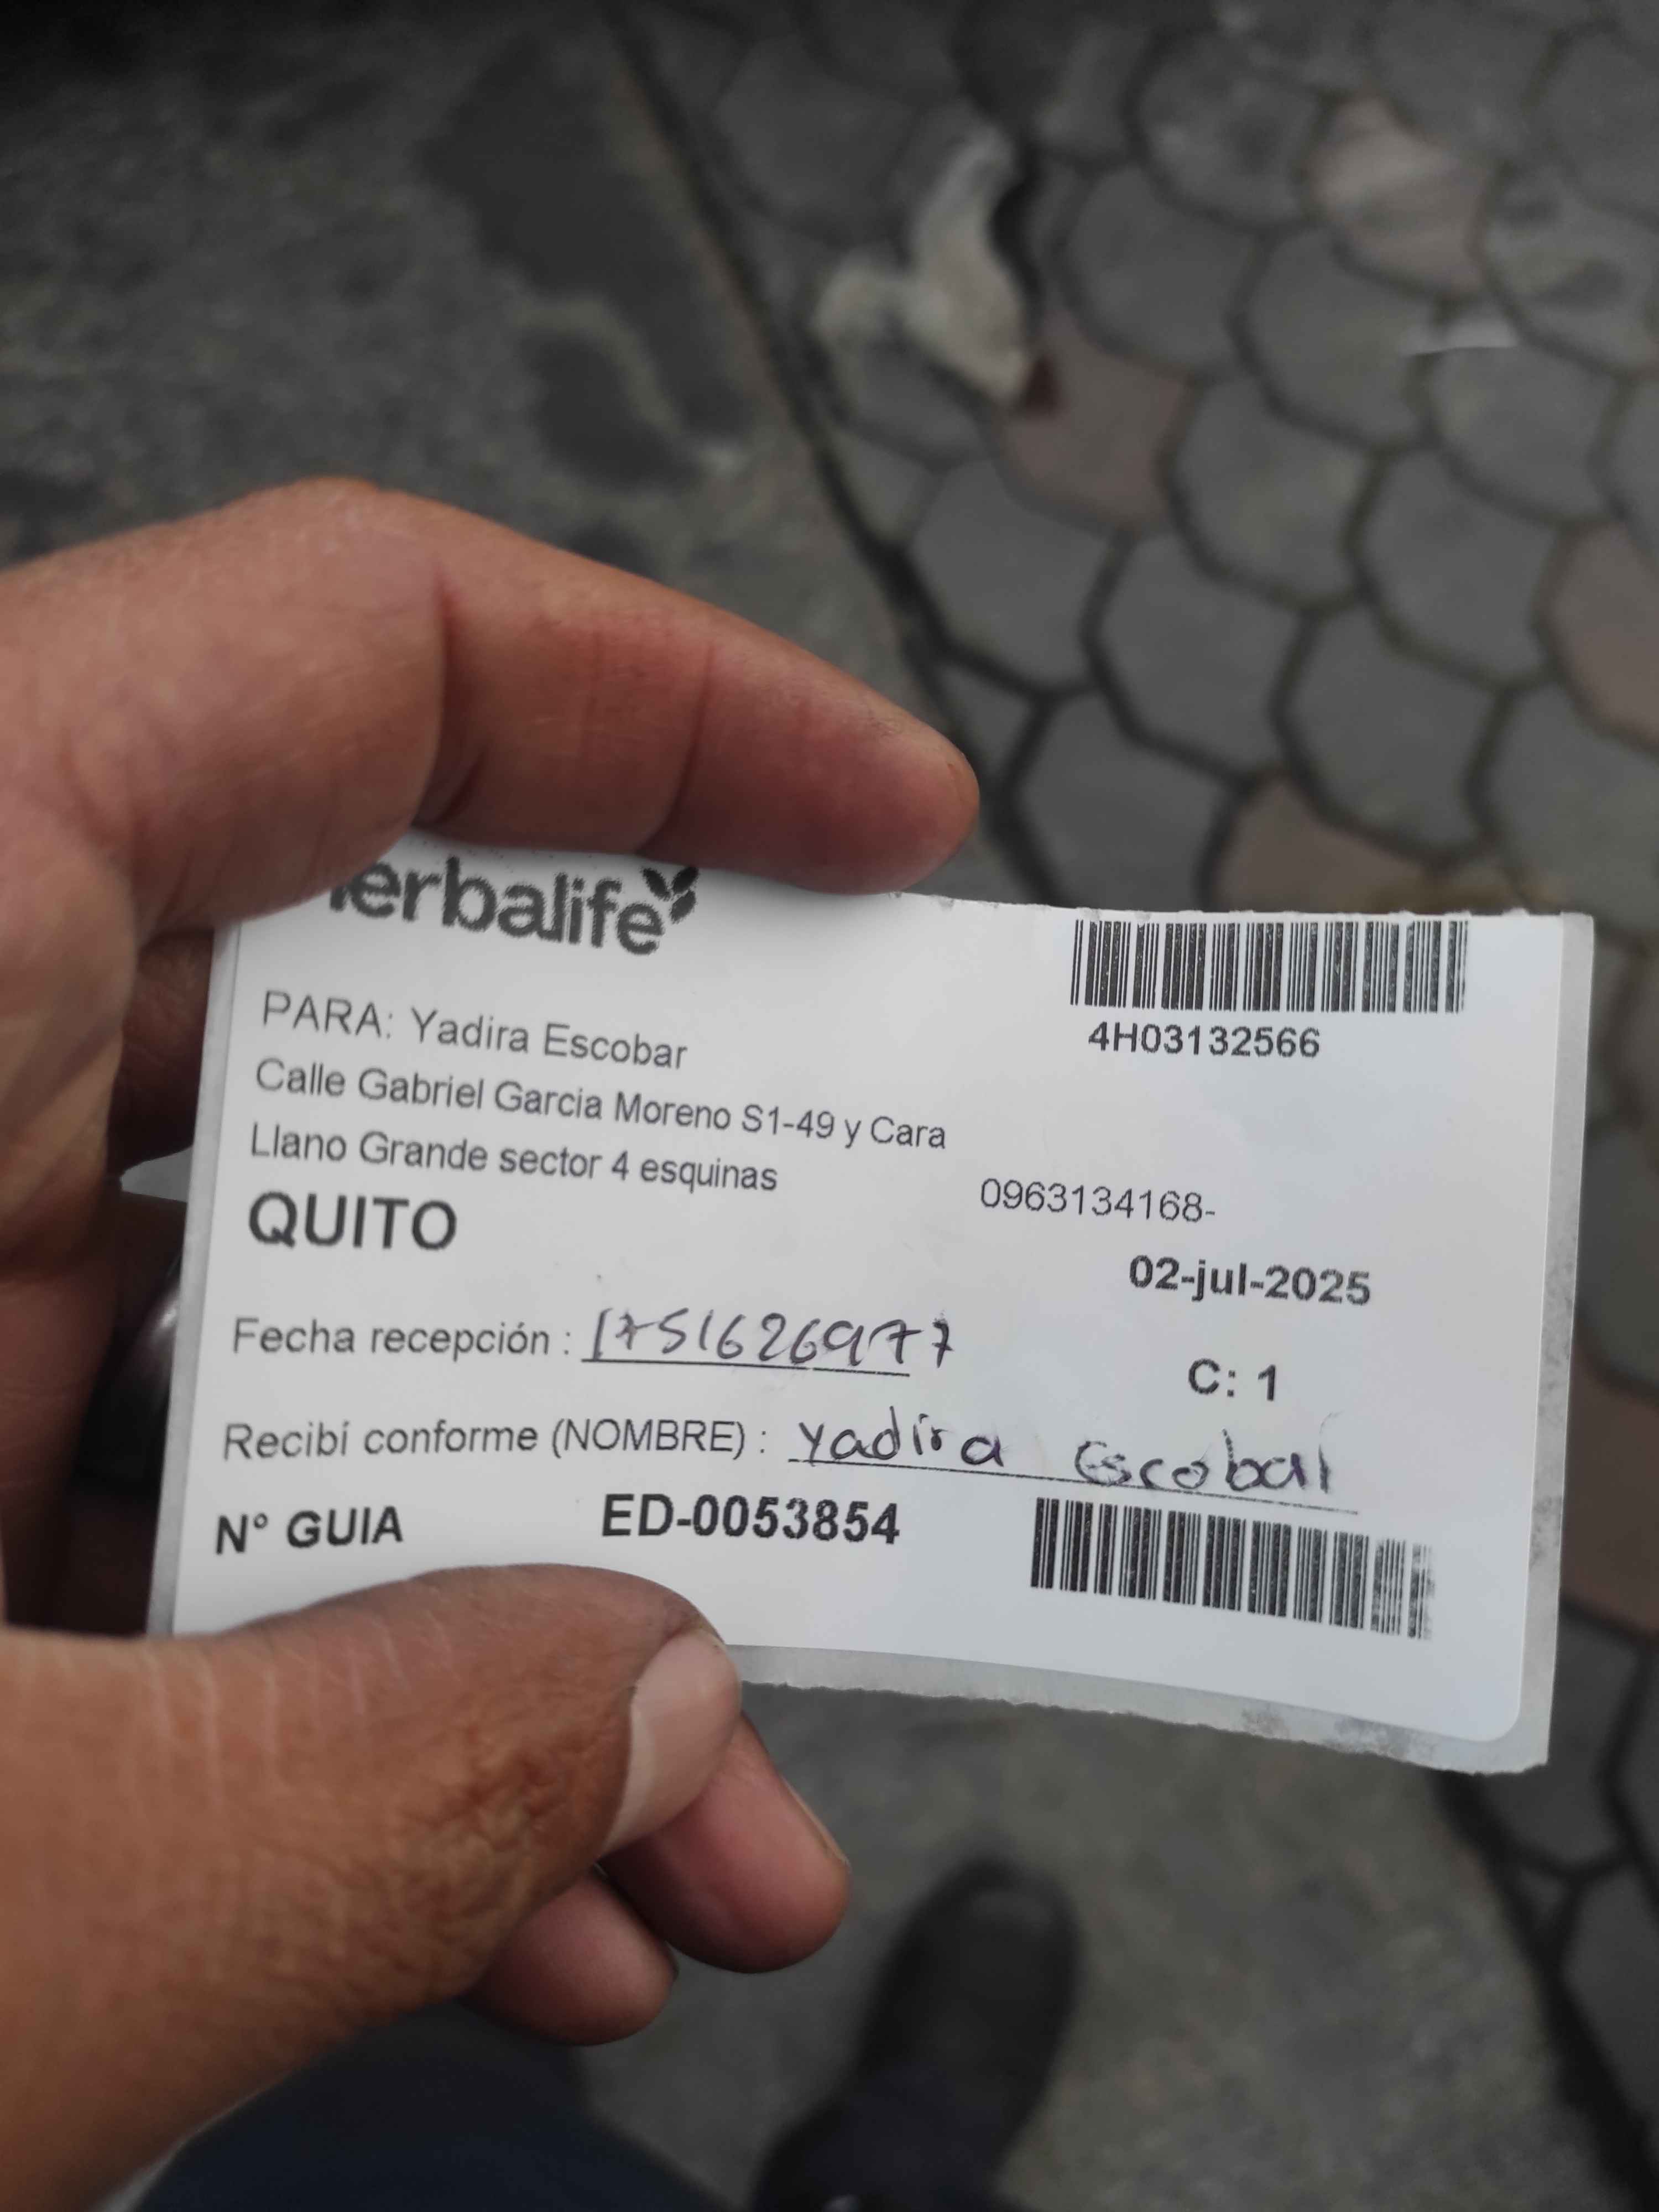 herbalife
4H03132566
PARA: Yadira Escobar
Calle Gabriel Garcia Moreno S1-49 y Cara
Llano Grande sector 4 esquinas
0963134168-
QUITO
02-jul-2025
Fecha recepción : 1751626977
C: 1
Recibí conforme (NOMBRE) : Yadira Escobar
N° GUIA ED-0053854